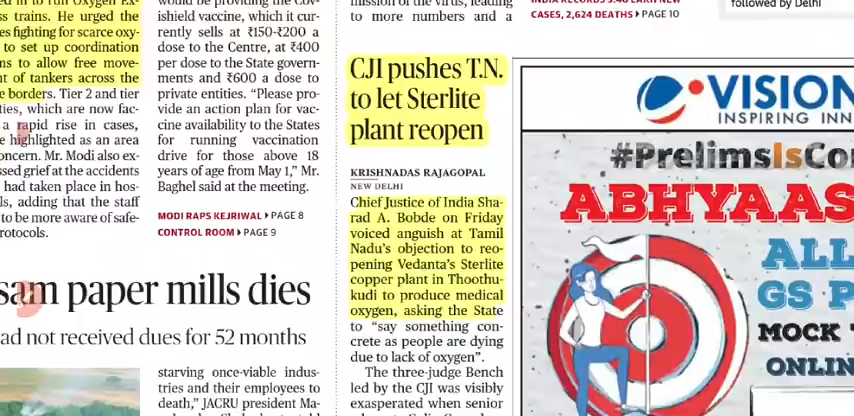 ed in to run Oxygen Ex-
ss trains. He urged the
es fighting for scarce oxy-
to set up coordination
ms to allow free move-
nt of tankers across the
e borders. Tier 2 and tier
ties, which are now fac-
a rapid rise in cases,
e highlighted as an area
oncern. Mr. Modi also ex-
ssed grief at the accidents
had taken place in hos-
ls, adding that the staff
to be more aware of safe-
rotocols.
would be providing the Cov-
ishield vaccine, which it cur-
rently sells at ₹150-₹200 a
dose to the Centre, at ₹400
per dose to the State govern-
ments and ₹600 a dose to
private entities. “Please pro-
vide an action plan for vac-
cine availability to the States
for running vaccination
drive for those above 18
years of age from May 1,” Mr.
Baghel said at the meeting.
MODI RAPS KEJRIWAL ▸ PAGE 8
CONTROL ROOM ▸ PAGE 9
sam paper mills dies
ad not received dues for 52 months
starving once-viable indus-
tries and their employees to
death,” JACRU president Ma-
mission of the virus, leading
to more numbers and a
CJI pushes T.N.
to let Sterlite
plant reopen
KRISHNADAS RAJAGOPAL
NEW DELHI
Chief Justice of India Sha-
rad A. Bobde on Friday
voiced anguish at Tamil
Nadu’s objection to reo-
pening Vedanta’s Sterlite
copper plant in Thoothu-
kudi to produce medical
oxygen, asking the State
to “say something con-
crete as people are dying
due to lack of oxygen”.
The three-judge Bench
led by the CJI was visibly
exasperated when senior
CASES, 2,624 DEATHS ▸ PAGE 10
followed by Delhi
VISION
INSPIRING INN
#PrelimsIsCo
ABHYAAS
ALL
GS P
MOCK T
ONLIN